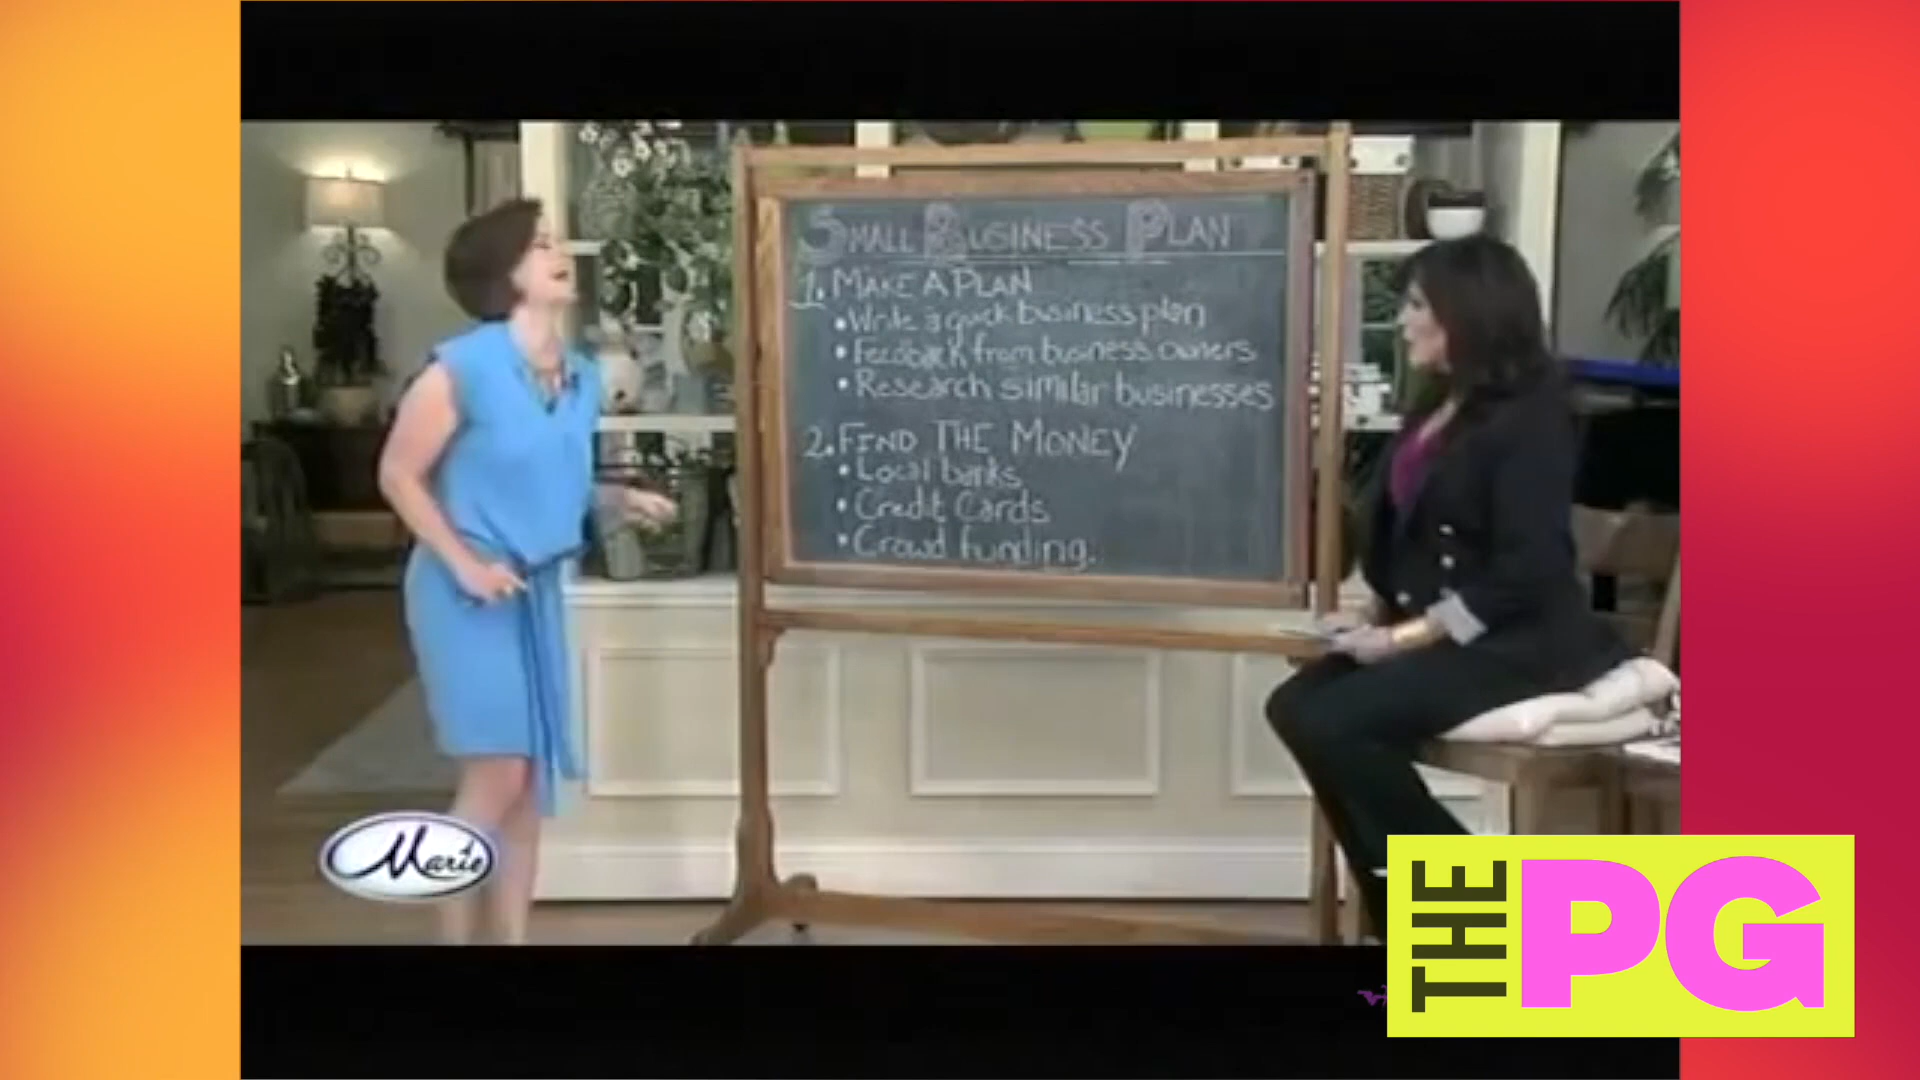 SMALL BUSINESS PLAN
1. MAKE A PLAN
•Write a quick business plan
•Feedback from business owners
•Research similar businesses
2. FIND THE MONEY
•Local banks
•Credit Cards
•Crowd funding.
Marie
THE PG